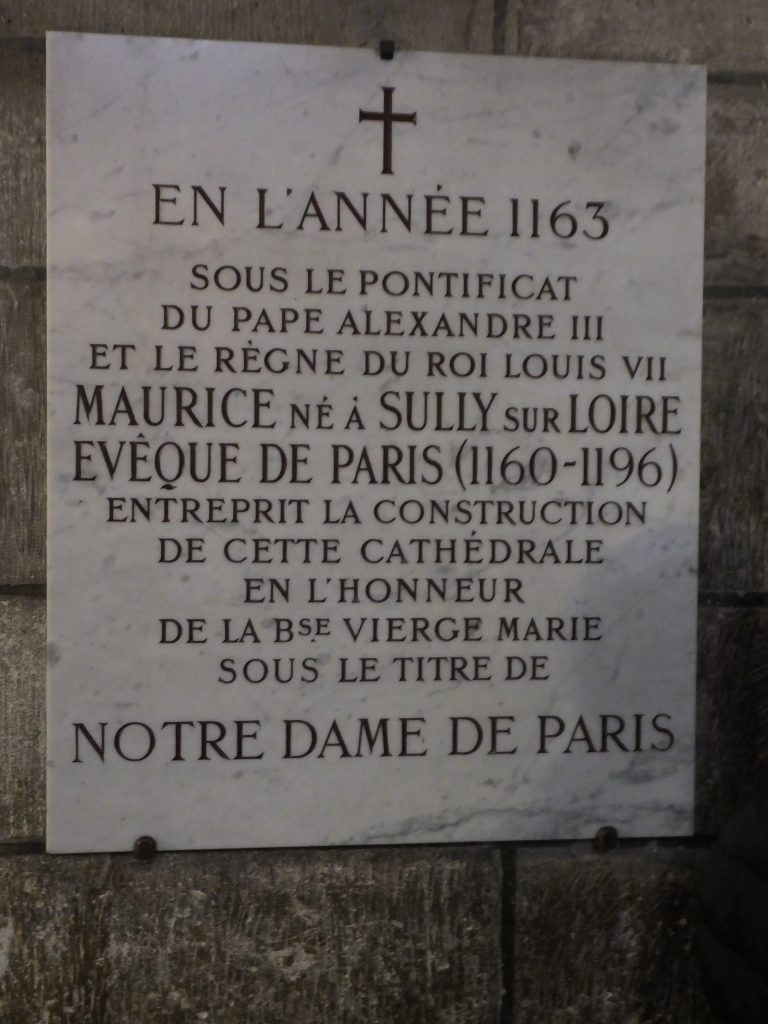 EN L'ANNÉE 1163
SOUS LE PONTIFICAT
DU PAPE ALEXANDRE III
ET LE RÈGNE DU ROI LOUIS VII
MAURICE NÉ À SULLY SUR LOIRE
EVÊQUE DE PARIS (1160-1196)
ENTREPRIT LA CONSTRUCTION
DE CETTE CATHÉDRALE
EN L'HONNEUR
DE LA BSE VIERGE MARIE
SOUS LE TITRE DE
NOTRE DAME DE PARIS